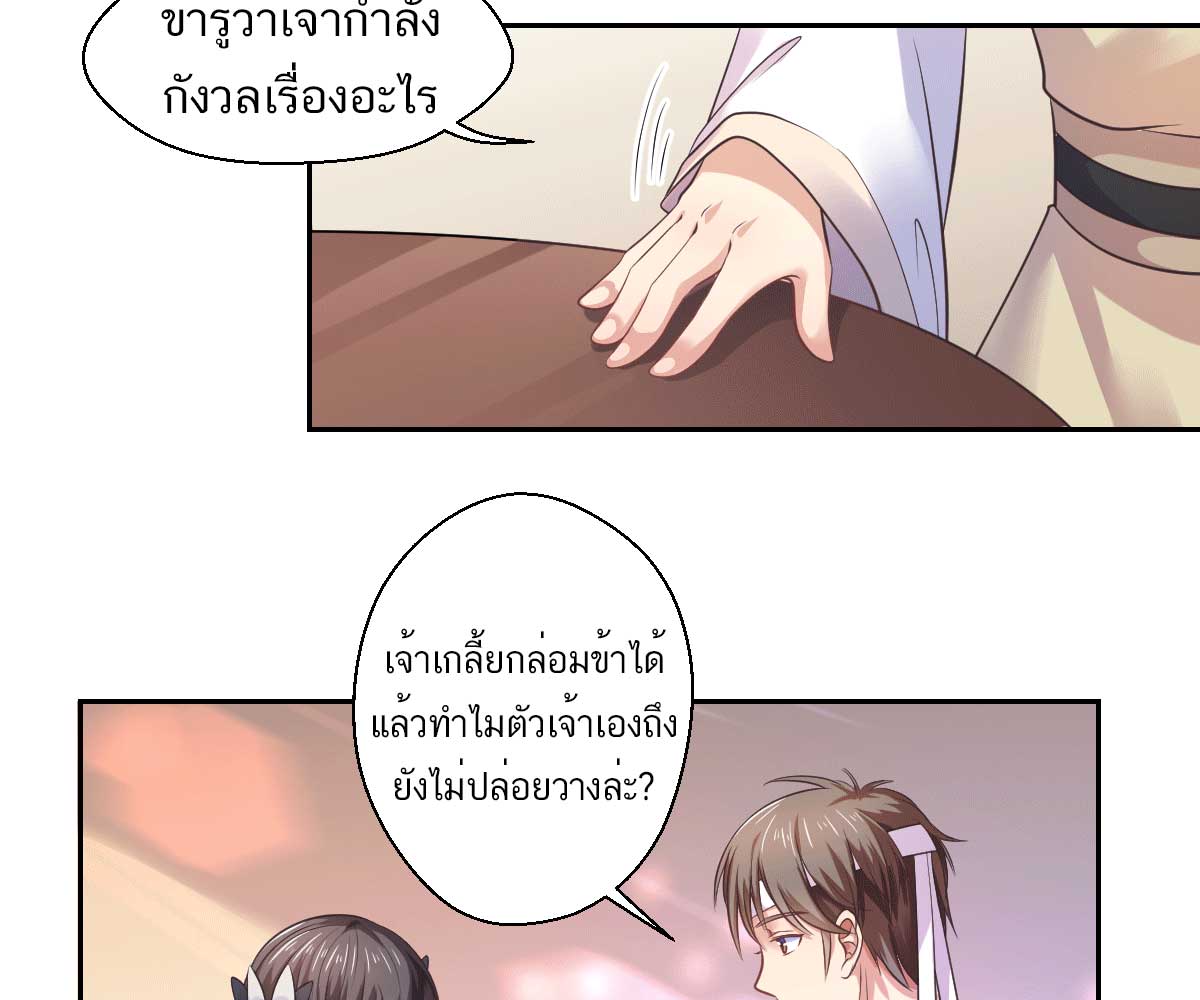 ขารูวาเจากำลัง
กังวลเรื่องอะไร
เจ้าเกลี้ยกล่อมข้าได้
แล้วทำไมตัวเจ้าเองถึง
ยังไม่ปล่อยวางล่ะ?